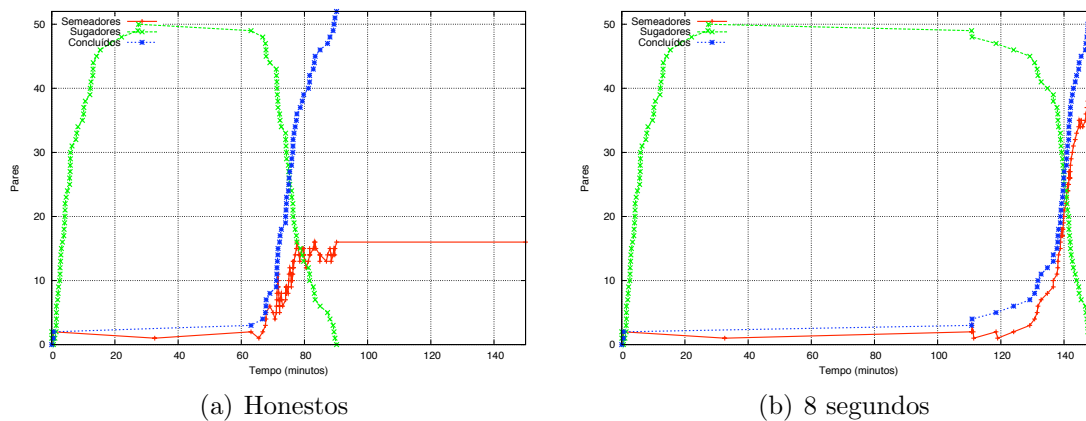 Pares
50
40
30
20
10
0
Semeadores
Sugadores
Concluídos
0 20 40 60 80 100 120 140
Tempo (minutos)
(a) Honestos
Pares
50
40
30
20
10
0
Semeadores
Sugadores
Concluídos
0 20 40 60 80 100 120 140
Tempo (minutos)
(b) 8 segundos